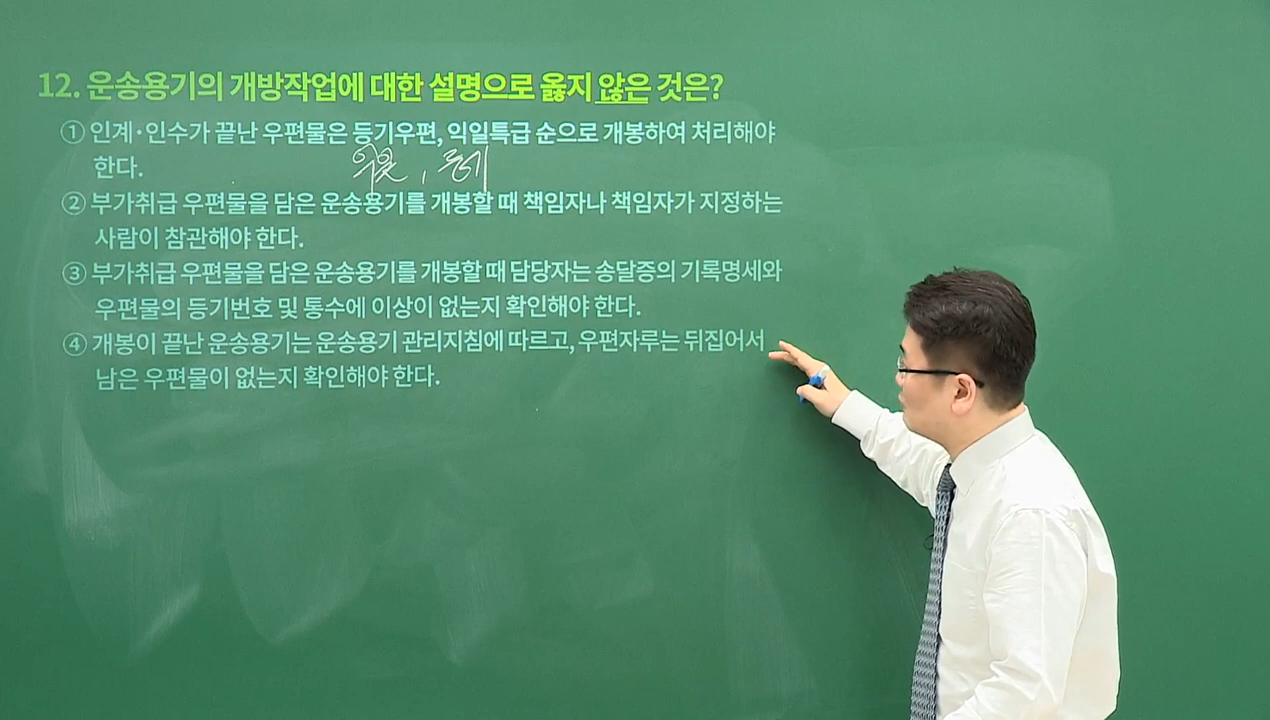 12. 운송용기의 개방작업에 대한 설명으로 옳지 않은 것은?
① 인계·인수가 끝난 우편물은 등기우편, 익일특급 순으로 개봉하여 처리해야
한다.
② 부가취급 우편물을 담은 운송용기를 개봉할 때 책임자나 책임자가 지정하는
사람이 참관해야 한다.
③ 부가취급 우편물을 담은 운송용기를 개봉할 때 담당자는 송달증의 기록명세와
우편물의 등기번호 및 통수에 이상이 없는지 확인해야 한다.
④ 개봉이 끝난 운송용기는 운송용기 관리지침에 따르고, 우편자루는 뒤집어서
남은 우편물이 없는지 확인해야 한다.